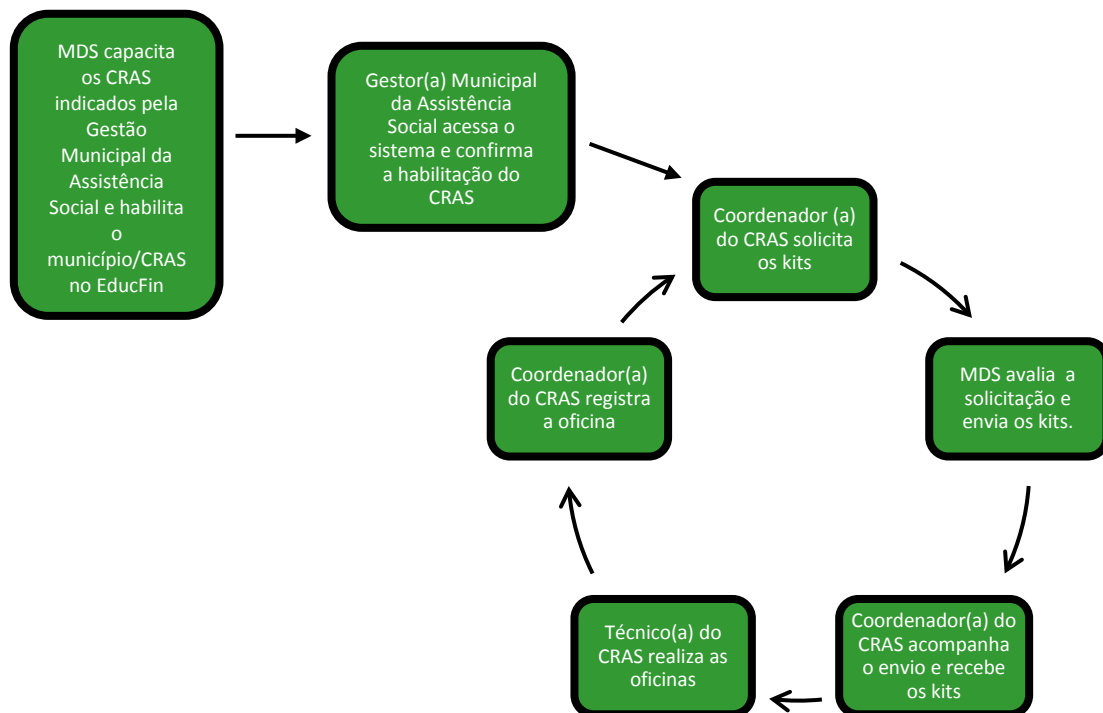 MDS capacita
os CRAS
indicados pela
Gestão
Municipal da
Assistência
Social e habilita
o
município/CRAS
no EducFin
Gestor(a) Municipal
da Assistência
Social acessa o
sistema e confirma
a habilitação do
CRAS
Coordenador (a)
do CRAS solicita
os kits
MDS avalia a
solicitação e
envia os kits.
Coordenador(a) do
CRAS acompanha
o envio e recebe
os kits
Técnico(a) do
CRAS realiza as
oficinas
Coordenador(a)
do CRAS registra
a oficina